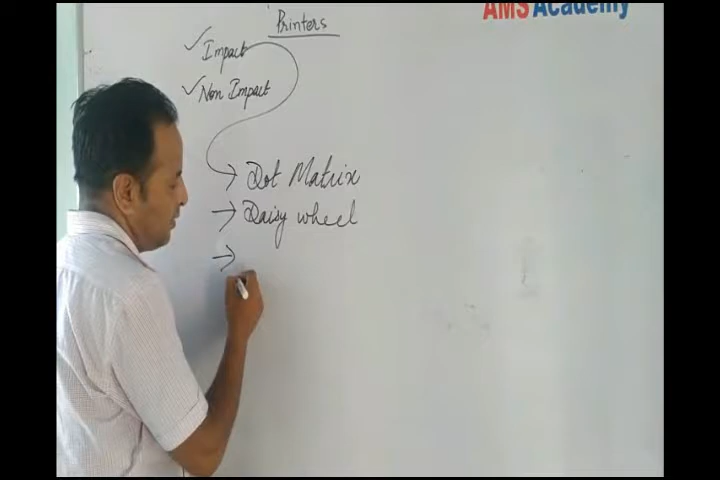 AMS Academy
Printers
✓ Impact
✓ Non Impact
→ Dot Matrix
→ Daisy wheel
→